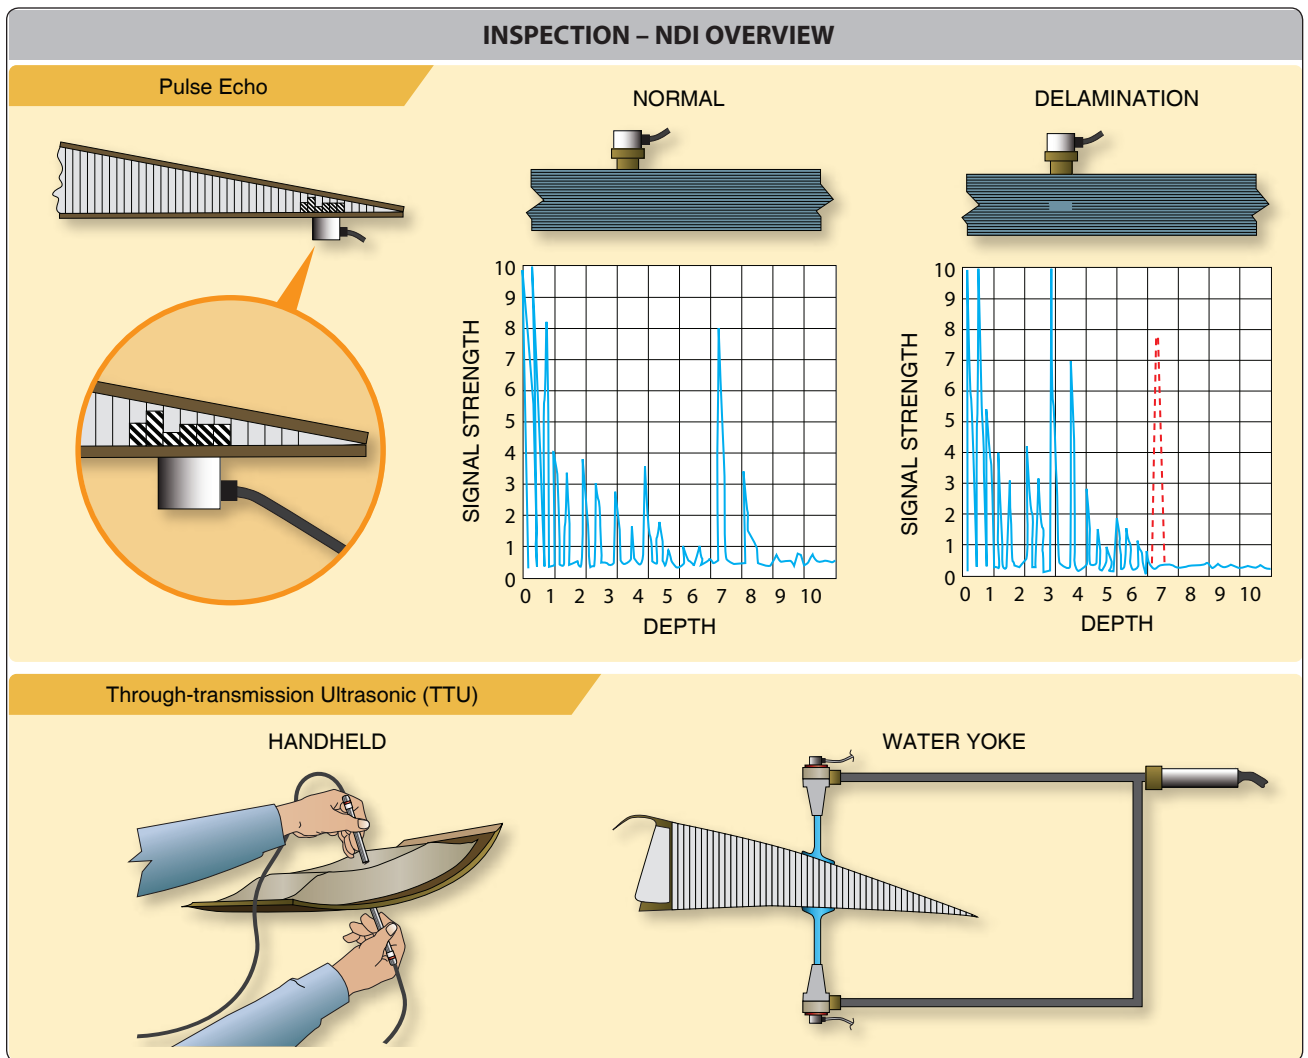 INSPECTION – NDI OVERVIEW
Pulse Echo
NORMAL
10
9
8
7
6
5
4
3
2
1
0
SIGNAL STRENGTH
0 1 2 3 4 5 6 7 8 9 10
DEPTH
DELAMINATION
10
9
8
7
6
5
4
3
2
1
0
SIGNAL STRENGTH
0 1 2 3 4 5 6 7 8 9 10
DEPTH
Through-transmission Ultrasonic (TTU)
HANDHELD
WATER YOKE